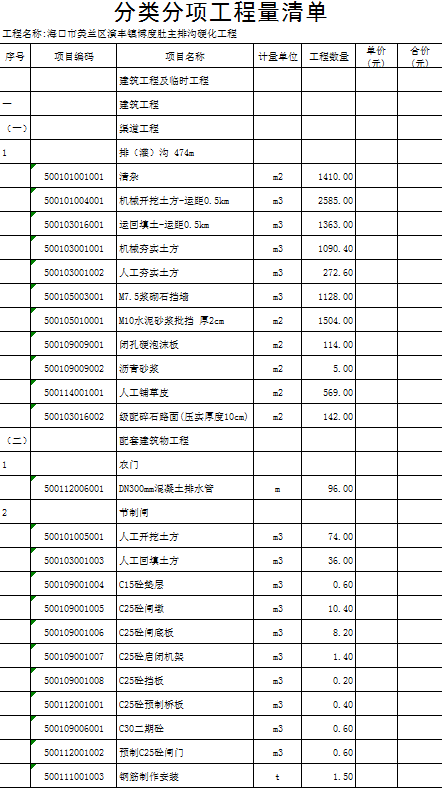 分类分项工程量清单
工程名称:海口市美兰区演丰镇博度肚主排沟硬化工程
序号 项目编码 项目名称 计量单位 工程数量 单价(元) 合价(元)
建筑工程及临时工程
一 建筑工程
(一) 渠道工程
1 排（灌）沟 474m
500101001001 清杂 m2 1410.00
500101004001 机械开挖土方-运距0.5km m3 2585.00
500103016001 运回填土-运距0.5km m3 1363.00
500103001001 机械夯实土方 m3 1090.40
500103001002 人工夯实土方 m3 272.60
500105003001 M7.5浆砌石挡墙 m3 1128.00
500105010001 M10水泥砂浆批挡 厚2cm m2 1504.00
500109009001 闭孔硬泡沫板 m2 114.00
500109009002 沥青砂浆 m2 5.00
500114001001 人工铺草皮 m2 569.00
500103016002 级配碎石路面(压实厚度10cm) m2 142.00
(二) 配套建筑物工程
1 农门
500112006001 DN300mm混凝土排水管 m 96.00
2 节制闸
500101005001 人工开挖土方 m3 74.00
500103001003 人工回填土方 m3 36.00
500109001004 C15砼垫层 m3 0.60
500109001005 C25砼闸墩 m3 10.40
500109001006 C25砼闸底板 m3 8.20
500109001007 C25砼启闭机架 m3 1.40
500109001008 C25砼挡板 m3 0.20
500112001001 C25砼预制桥板 m3 0.40
500109006001 C30二期砼 m3 0.60
500112001002 预制C25砼闸门 m3 0.60
500111001003 钢筋制作安装 t 1.50